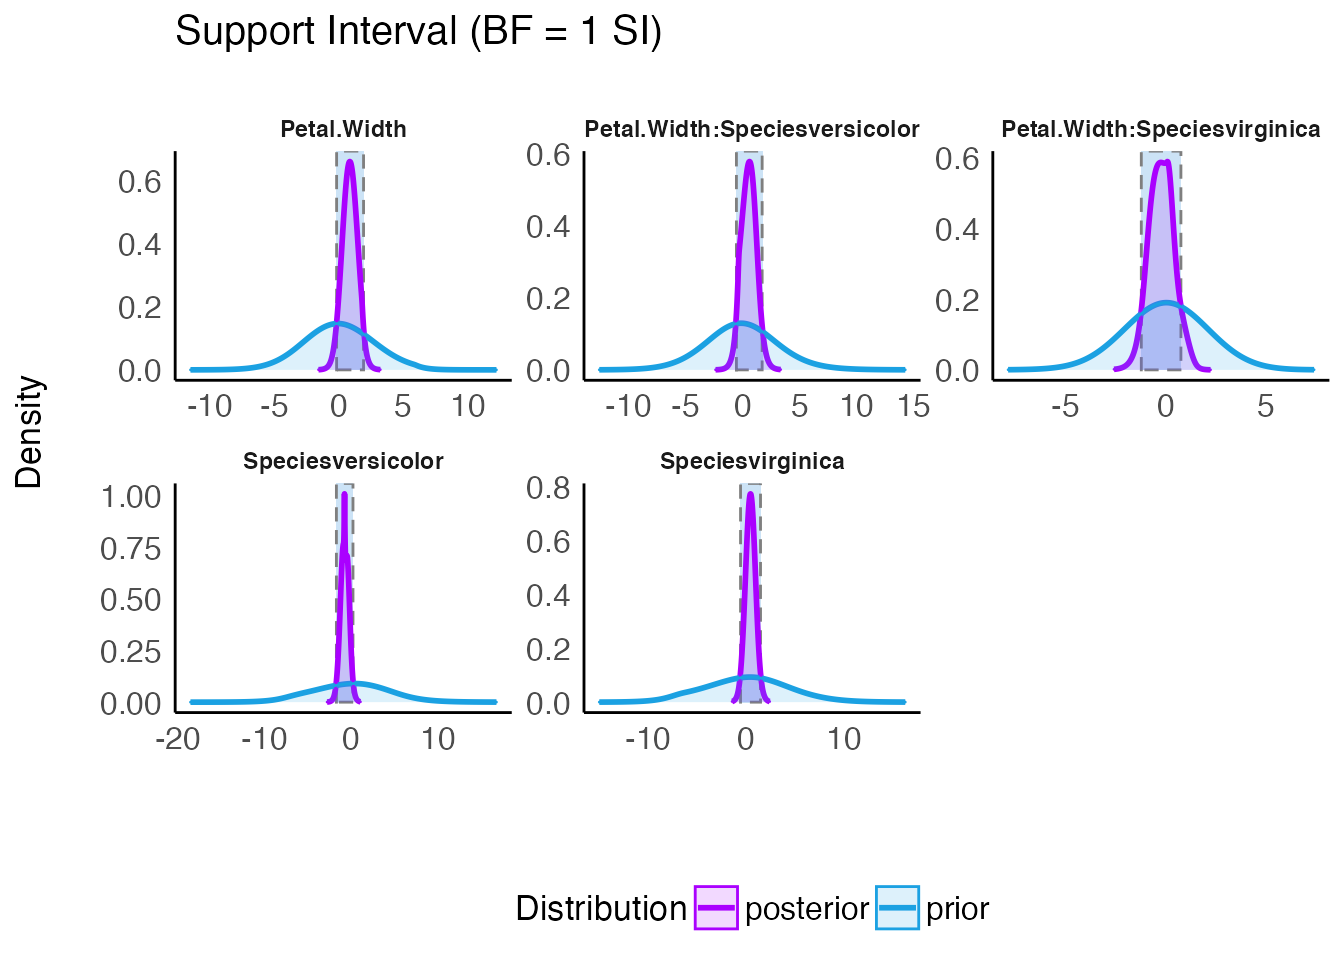 Support Interval (BF = 1 SI)
Petal.Width
Petal.Width:Speciesversicolor
Petal.Width:Speciesvirginica
0.6
0.4
0.2
0.0
-10 -5 0 5 10
0.6
0.4
0.2
0.0
-10 -5 0 5 10 15
0.6
0.4
0.2
0.0
-5 0 5
Density
Speciesversicolor
Speciesvirginica
1.00
0.75
0.50
0.25
0.00
-20 -10 0 10
0.8
0.6
0.4
0.2
0.0
-10 0 10
Distribution posterior prior